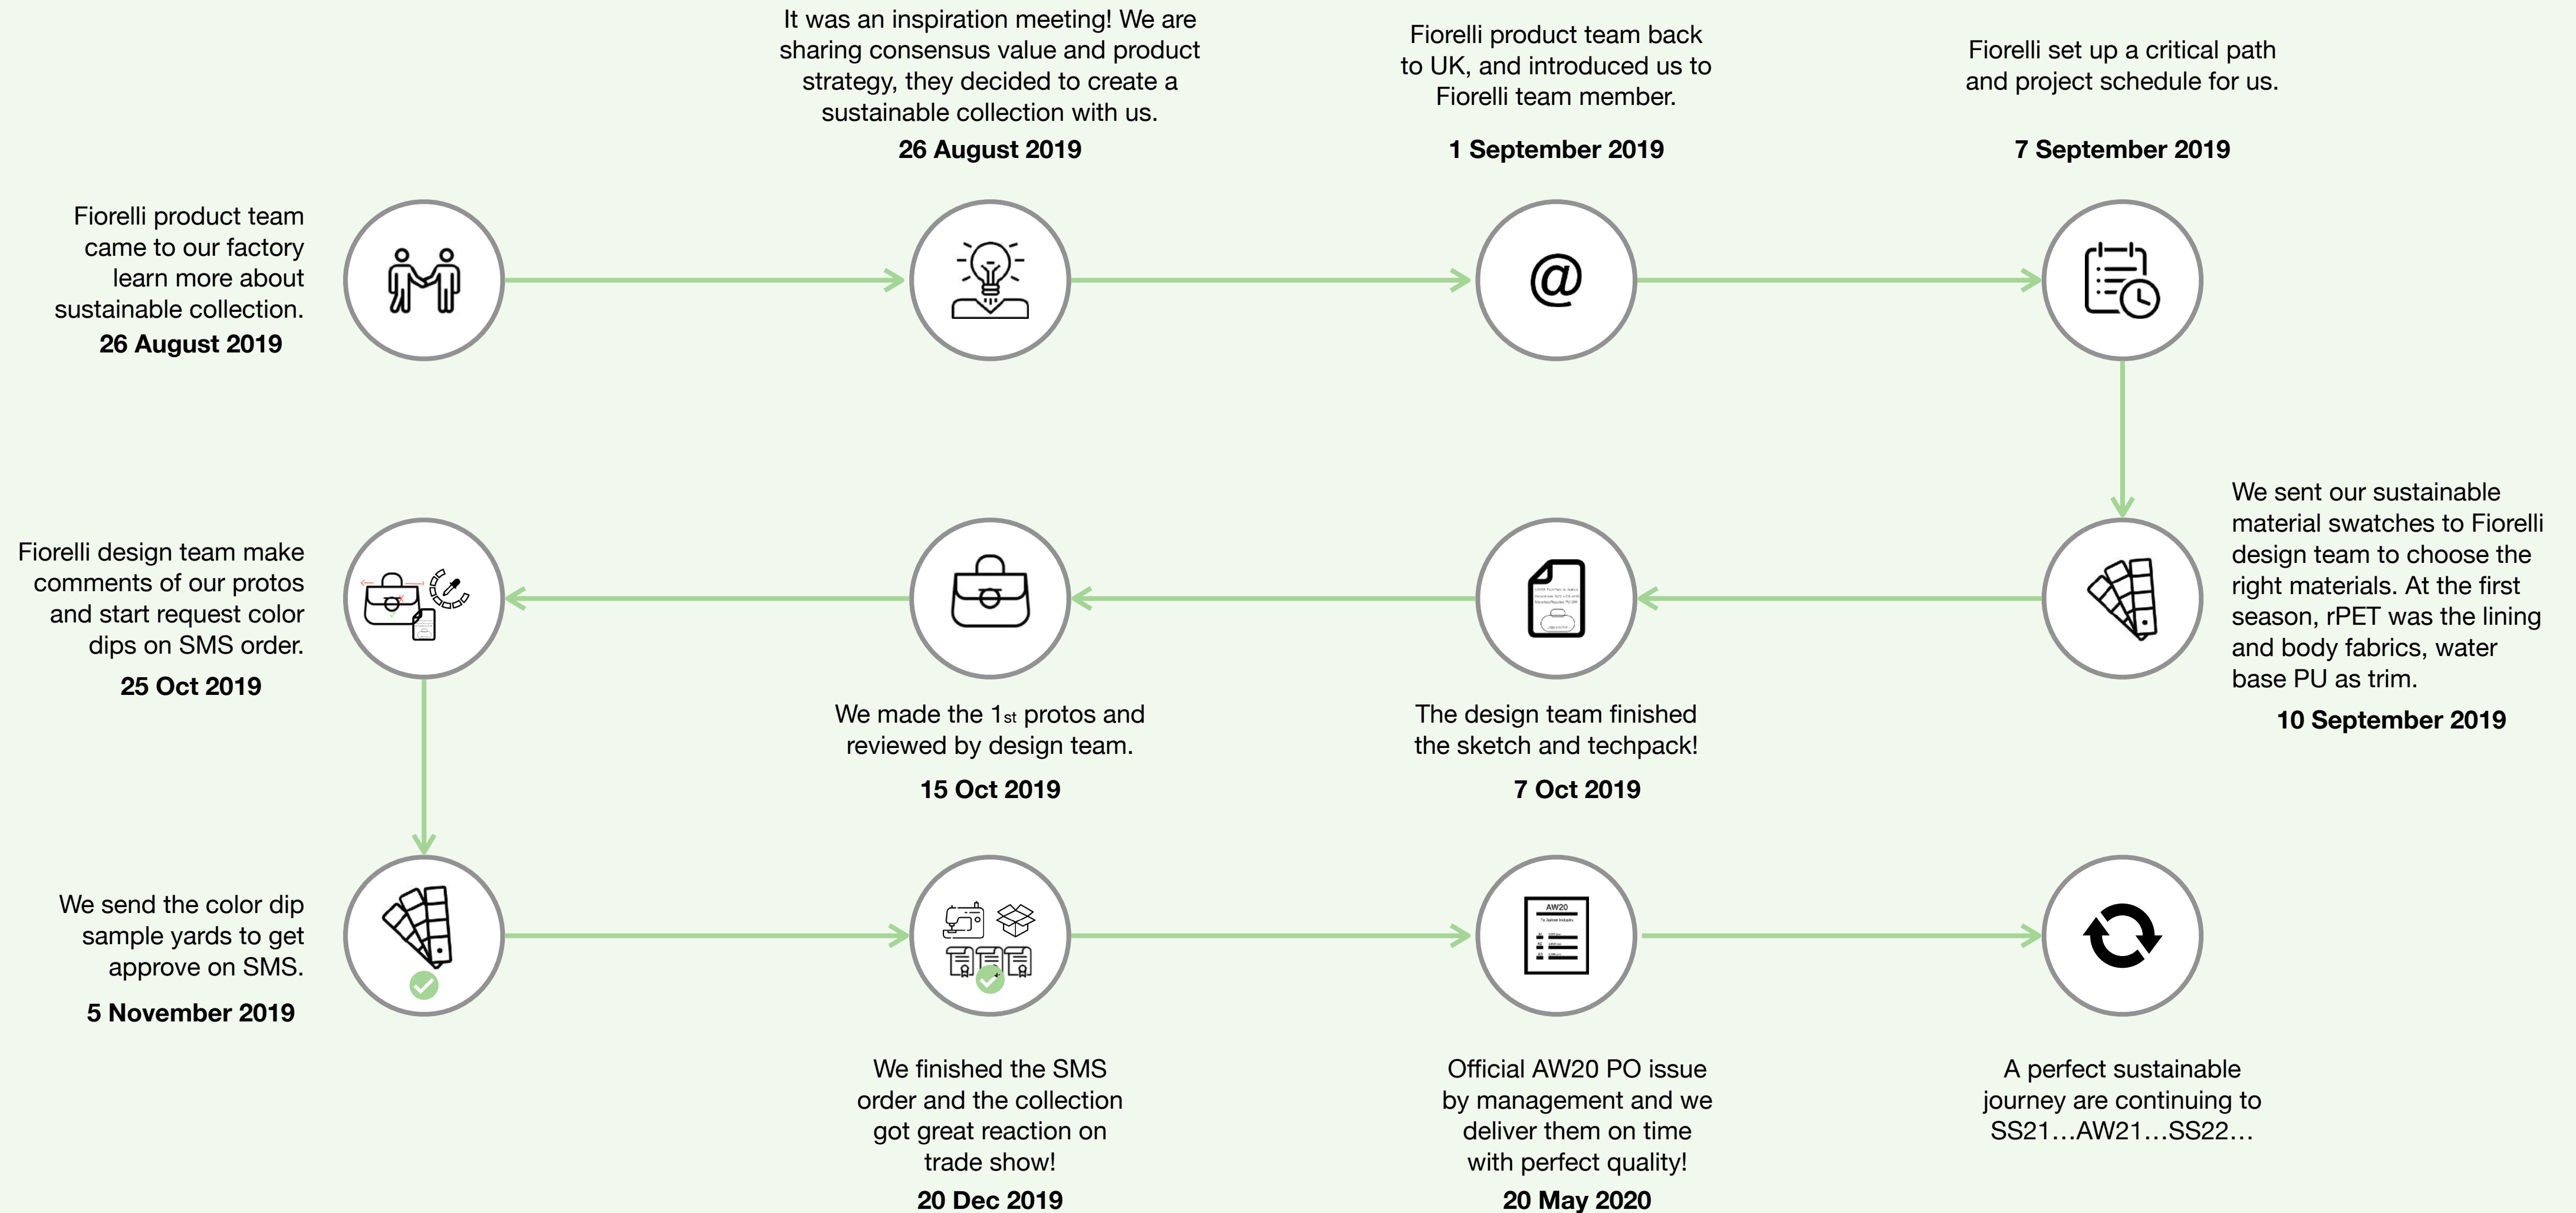 Fiorelli product team
came to our factory
learn more about
sustainable collection.
26 August 2019
It was an inspiration meeting! We are
sharing consensus value and product
strategy, they decided to create a
sustainable collection with us.
26 August 2019
Fiorelli product team back
to UK, and introduced us to
Fiorelli team member.
1 September 2019
@
Fiorelli set up a critical path
and project schedule for us.
7 September 2019
We sent our sustainable
material swatches to Fiorelli
design team to choose the
right materials. At the first
season, rPET was the lining
and body fabrics, water
base PU as trim.
10 September 2019
The design team finished
the sketch and techpack!
7 Oct 2019
We made the 1st protos and
reviewed by design team.
15 Oct 2019
Fiorelli design team make
comments of our protos
and start request color
dips on SMS order.
25 Oct 2019
We send the color dip
sample yards to get
approve on SMS.
5 November 2019
We finished the SMS
order and the collection
got great reaction on
trade show!
20 Dec 2019
AW20
Official AW20 PO issue
by management and we
deliver them on time
with perfect quality!
20 May 2020
A perfect sustainable
journey are continuing to
SS21…AW21…SS22…